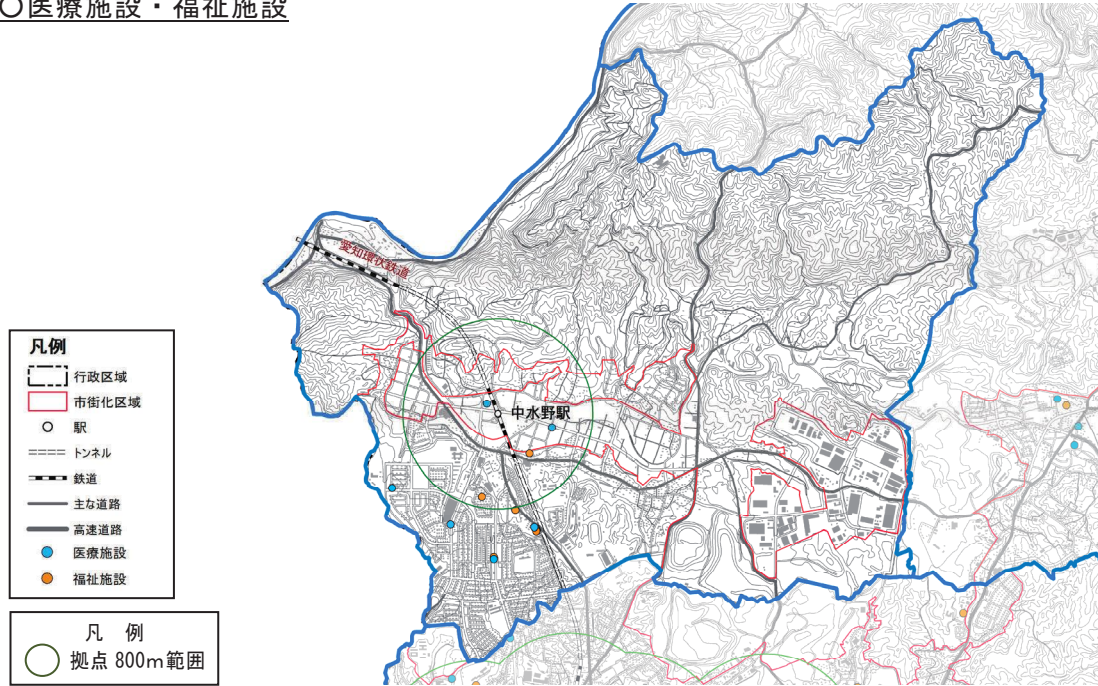 〇医療施設・福祉施設
愛知環状鉄道
中水野駅
凡例
行政区域
市街化区域
駅
トンネル
鉄道
主な道路
高速道路
医療施設
福祉施設
凡 例
拠点 800m範囲